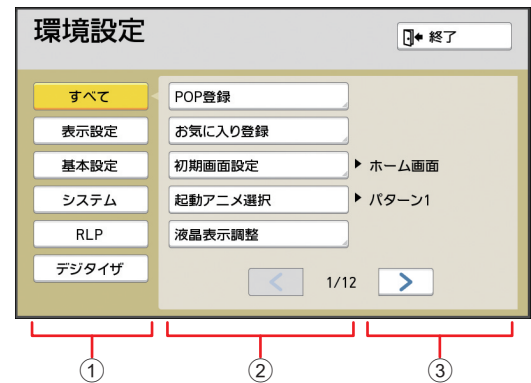 環境設定
終了
すべて
表示設定
基本設定
システム
RLP
デジタイザ
POP登録
お気に入り登録
初期画面設定
ホーム画面
起動アニメ選択
パターン1
液晶表示調整
1/12
①
②
③